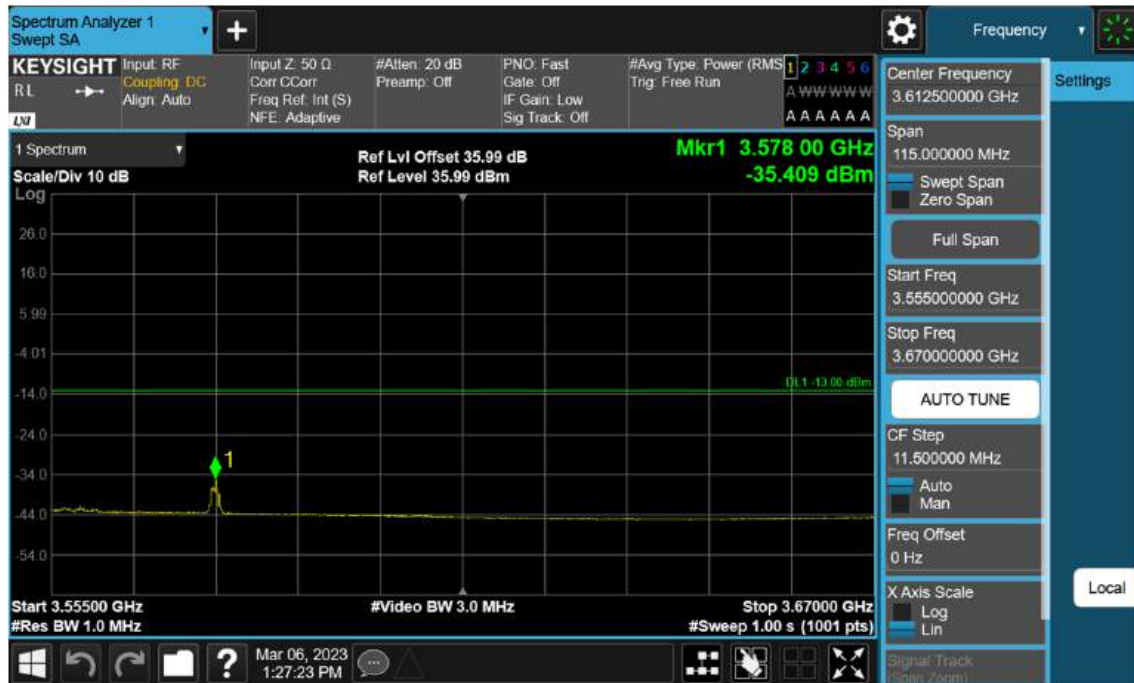 Spectrum Analyzer 1
Swept SA
+
Frequency
KEYSIGHT
RL
LXI
Input: RF
Coupling: DC
Align: Auto
Input Z: 50 Ω
Corr CCorr
Freq Ref: Int (S)
NFE: Adaptive
#Atten: 20 dB
Preamp: Off
PNO: Fast
Gate: Off
IF Gain: Low
Sig Track: Off
#Avg Type: Power (RMS
Trig: Free Run
1 2 3 4 5 6
A W W W W W
A A A A A A
1 Spectrum
Scale/Div 10 dB
Log
Ref Lvl Offset 35.99 dB
Ref Level 35.99 dBm
Mkr1 3.578 00 GHz
-35.409 dBm
26.0
16.0
5.99
-4.01
DL1 -13.00 dBm
-14.0
-24.0
1
-34.0
-44.0
-54.0
Start 3.55500 GHz
#Res BW 1.0 MHz
#Video BW 3.0 MHz
Stop 3.67000 GHz
#Sweep 1.00 s (1001 pts)
?
Mar 06, 2023
1:27:23 PM
Center Frequency
3.612500000 GHz
Settings
Span
115.000000 MHz
Swept Span
Zero Span
Full Span
Start Freq
3.555000000 GHz
Stop Freq
3.670000000 GHz
AUTO TUNE
CF Step
11.500000 MHz
Auto
Man
Freq Offset
0 Hz
X Axis Scale
Log
Lin
Local
Signal Track
(Span Zoom)